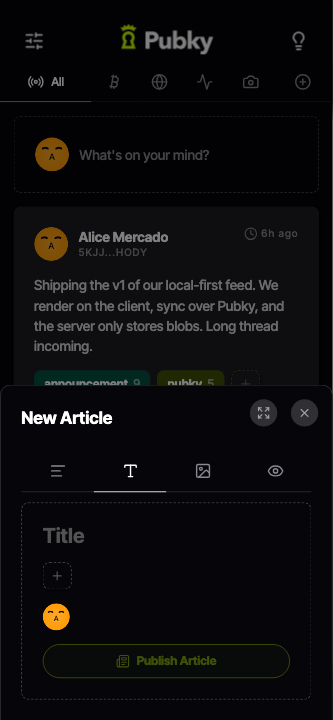 Pubky
All
What's on your mind?
Alice Mercado
6h ago
5KJJ...HODY
Shipping the v1 of our local-first feed. We
render on the client, sync over Pubky, and
the server only stores blobs. Long thread
incoming.
announcement 9 pubky 5
New Article
Title
Publish Article